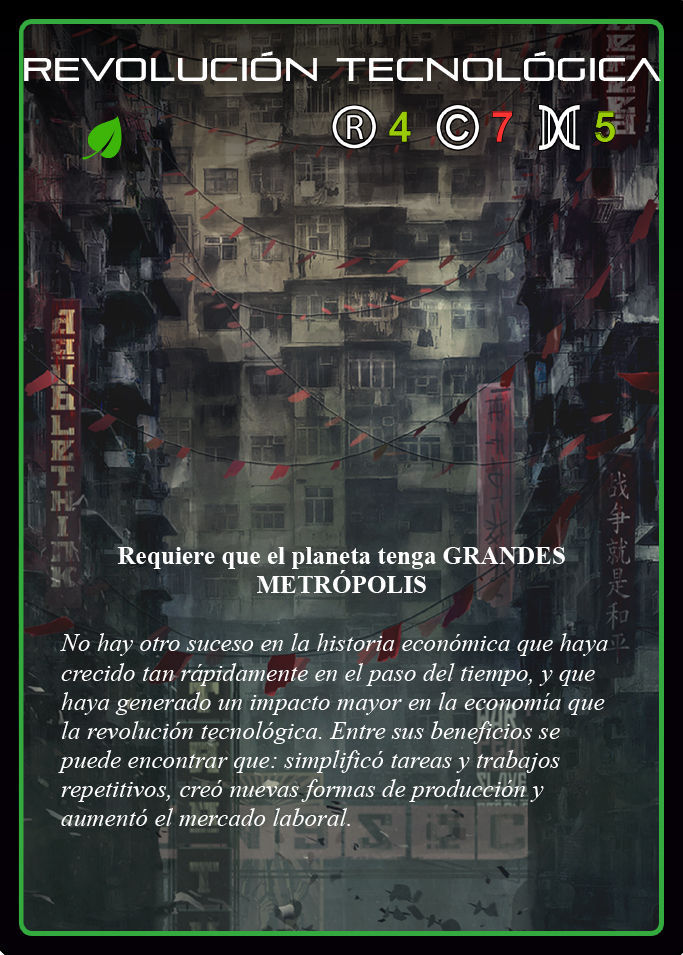 REVOLUCIÓN TECNOLÓGICA
® 4 © 7 5
DOUBLETHINK
战争就是和平
Requiere que el planeta tenga GRANDES
METRÓPOLIS
No hay otro suceso en la historia económica que haya
crecido tan rápidamente en el paso del tiempo, y que
haya generado un impacto mayor en la economía que
la revolución tecnológica. Entre sus beneficios se
puede encontrar que: simplificó tareas y trabajos
repetitivos, creó nuevas formas de producción y
aumentó el mercado laboral.